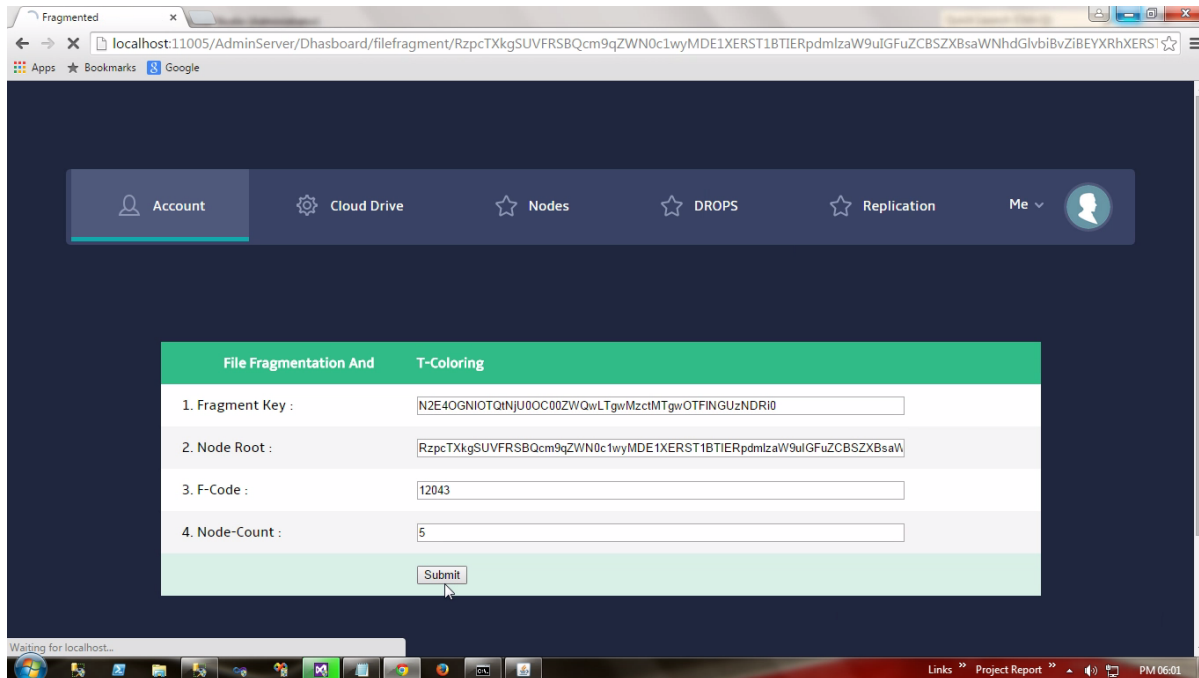 Fragmented
localhost:11005/AdminServer/Dhasboard/filefragment/RzpcTXkgSUVFRSBQcm9qZWN0c1wyMDE1XERST1BTIERpdmlzaW9uIGFuZCBSZXBsaWNhdGlvbiBvZiBEYXRhXERST
Apps Bookmarks Google
Account Cloud Drive Nodes DROPS Replication Me
File Fragmentation And T-Coloring
1. Fragment Key : N2E4OGNlOTQtNjU0OC00ZWQwLTgwMzctMTgwOTFlNGUzNDRi0
2. Node Root : RzpcTXkgSUVFRSBQcm9qZWN0c1wyMDE1XERST1BTIERpdmlzaW9uIGFuZCBSZXBsaW
3. F-Code : 12043
4. Node-Count : 5
Submit
Waiting for localhost...
Links Project Report PM 06:01